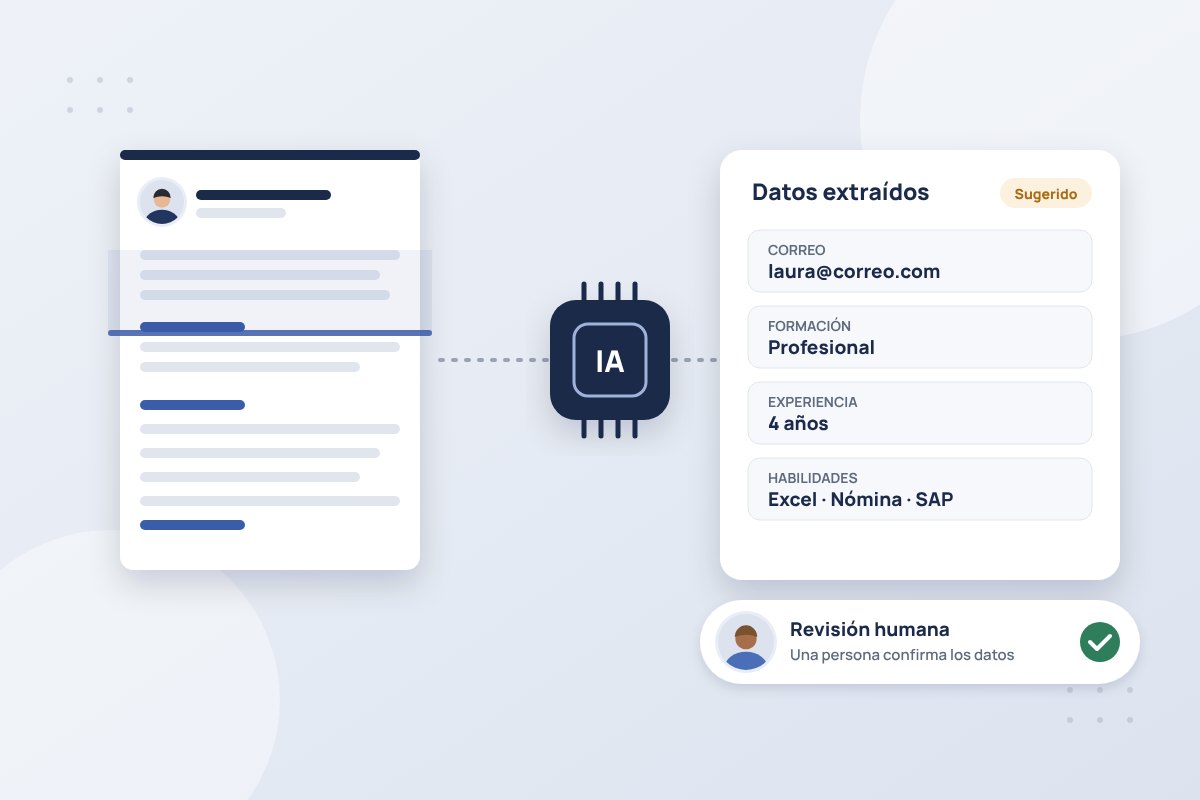 IA
Datos extraídos
Sugerido
CORREO
laura@correo.com
FORMACIÓN
Profesional
EXPERIENCIA
4 años
HABILIDADES
Excel · Nómina · SAP
Revisión humana
Una persona confirma los datos